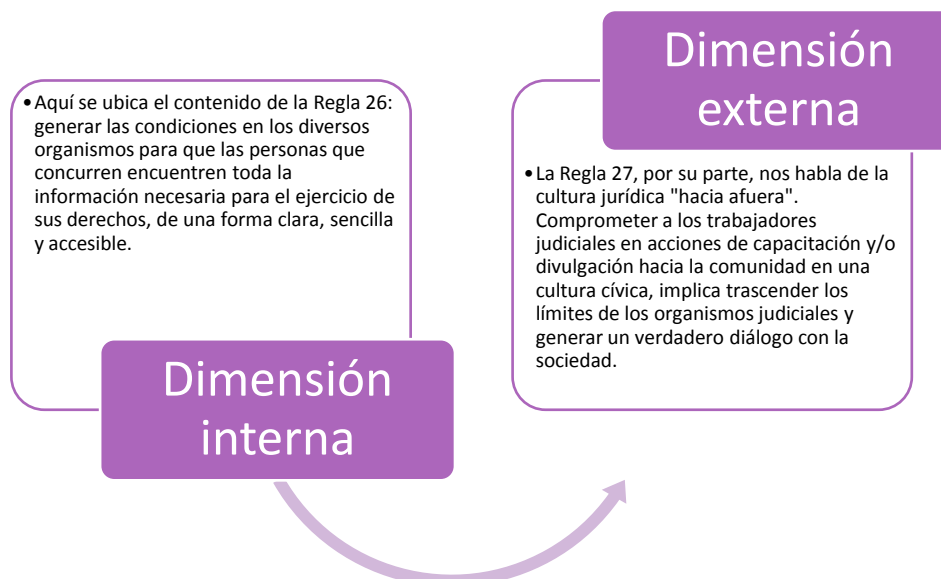 •Aquí se ubica el contenido de la Regla 26:
generar las condiciones en los diversos
organismos para que las personas que
concurren encuentren toda la
información necesaria para el ejercicio de
sus derechos, de una forma clara, sencilla
y accesible.
Dimensión
interna
Dimensión
externa
•La Regla 27, por su parte, nos habla de la
cultura jurídica "hacia afuera".
Comprometer a los trabajadores
judiciales en acciones de capacitación y/o
divulgación hacia la comunidad en una
cultura cívica, implica trascender los
límites de los organismos judiciales y
generar un verdadero diálogo con la
sociedad.